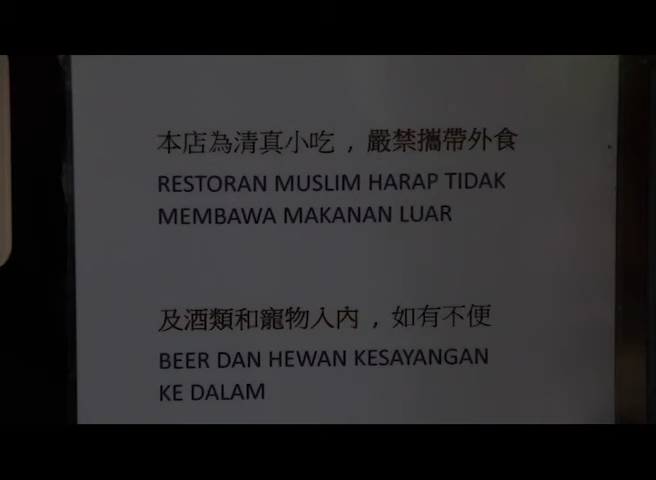 本店為清真小吃，嚴禁攜帶外食
RESTORAN MUSLIM HARAP TIDAK
MEMBAWA MAKANAN LUAR
及酒類和寵物入內，如有不便
BEER DAN HEWAN KESAYANGAN
KE DALAM